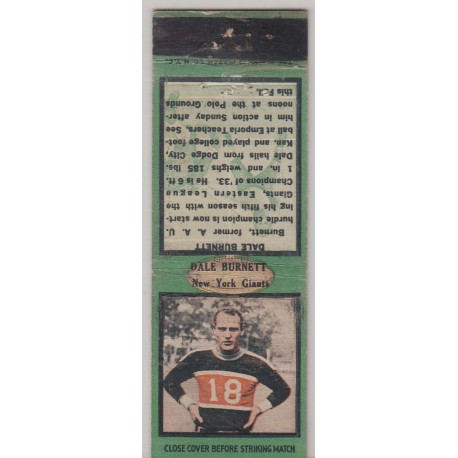 DALE BURNETT
New York Giants
18
CLOSE COVER BEFORE STRIKING MATCH
DALE BURNETT
Burnett, former A. A. U.
hurdle champion is now start-
ing his fifth season with the
Giants, Eastern League
Champions of '33. He is 6 ft.
1 in. and weighs 185 lbs.
Dale hails from Dodge City,
Kan. and played college foot-
ball at Emporia Teachers. See
him in action Sunday after-
noons at the Polo Grounds
this Fall.